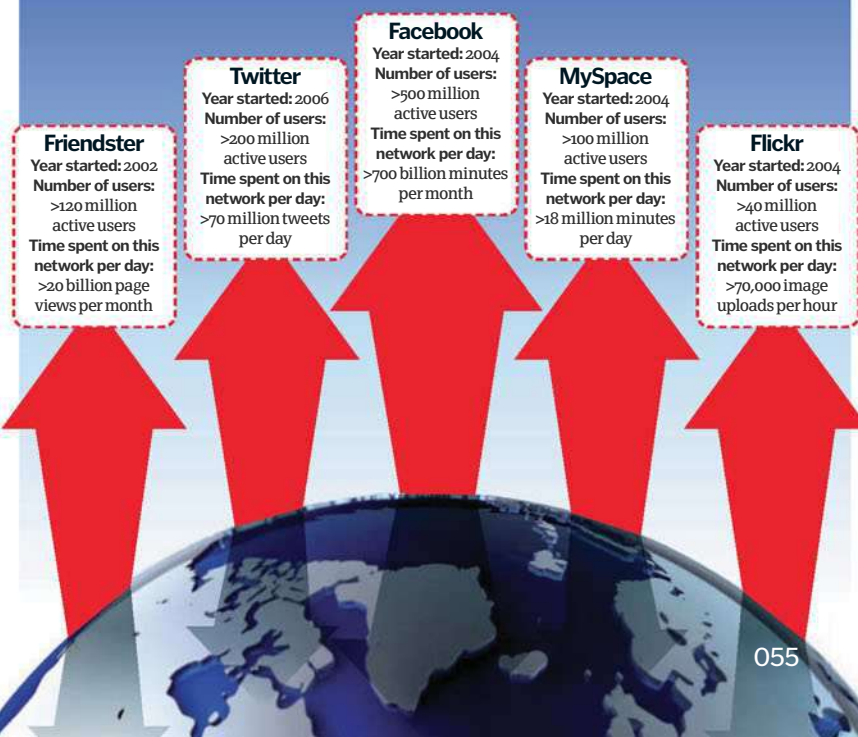 Friendster
Year started: 2002
Number of users:
>120 million
active users
Time spent on this
network per day:
>20 billion page
views per month
Twitter
Year started: 2006
Number of users:
>200 million
active users
Time spent on this
network per day:
>70 million tweets
per day
Facebook
Year started: 2004
Number of users:
>500 million
active users
Time spent on this
network per day:
>700 billion minutes
per month
MySpace
Year started: 2004
Number of users:
>100 million
active users
Time spent on this
network per day:
>18 million minutes
per day
Flickr
Year started: 2004
Number of users:
>40 million
active users
Time spent on this
network per day:
>70,000 image
uploads per hour
055